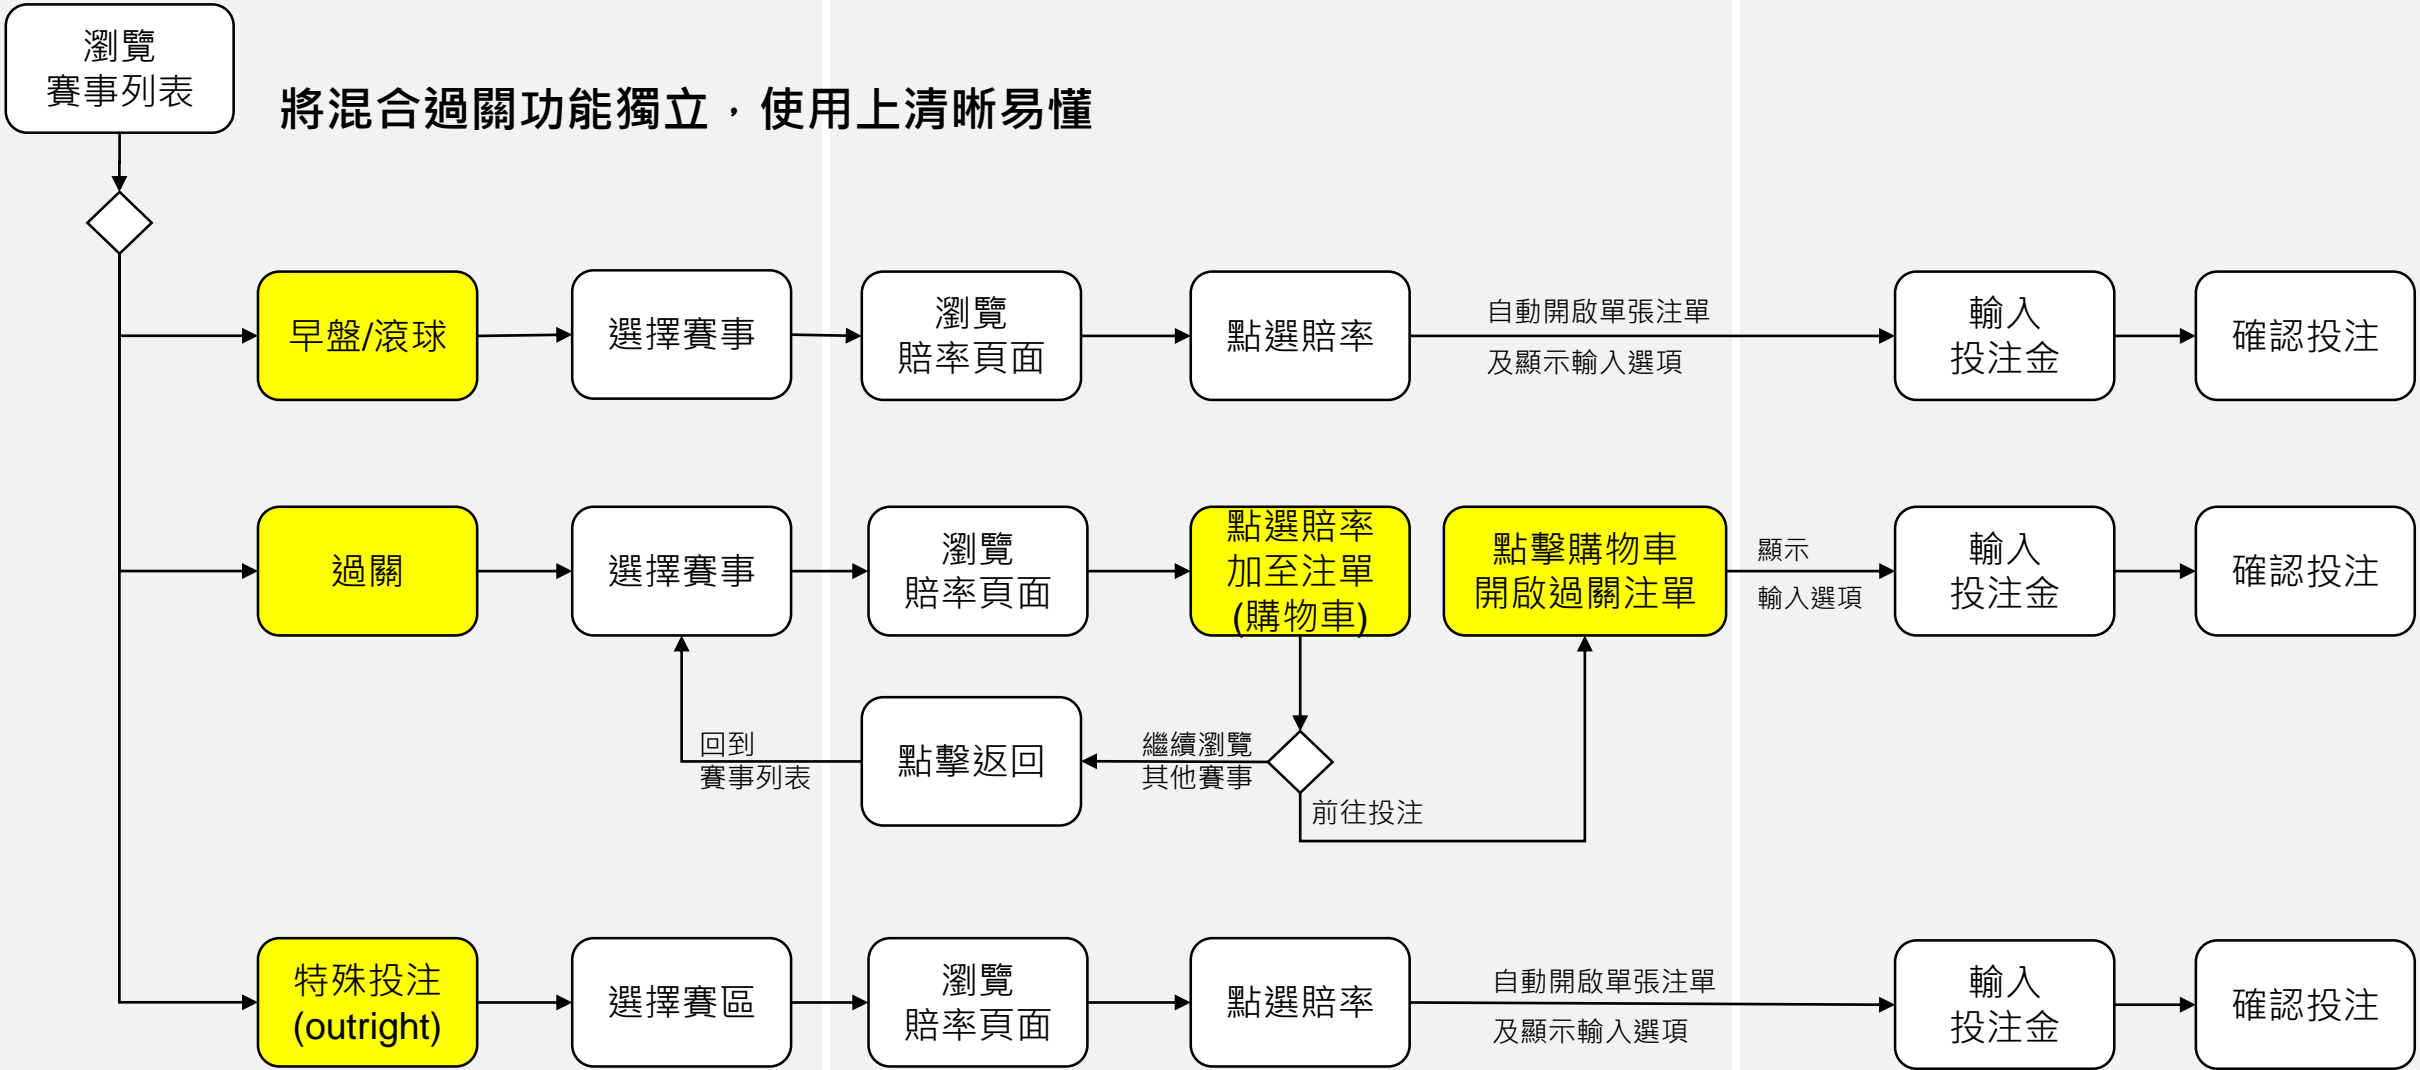 瀏覽
賽事列表
將混合過關功能獨立，使用上清晰易懂
早盤/滾球
選擇賽事
瀏覽
賠率頁面
點選賠率
自動開啟單張注單
及顯示輸入選項
輸入
投注金
確認投注
過關
選擇賽事
瀏覽
賠率頁面
點選賠率
加至注單
(購物車)
點擊購物車
開啟過關注單
顯示
輸入選項
輸入
投注金
確認投注
回到
賽事列表
點擊返回
繼續瀏覽
其他賽事
前往投注
特殊投注
(outright)
選擇賽區
瀏覽
賠率頁面
點選賠率
自動開啟單張注單
及顯示輸入選項
輸入
投注金
確認投注